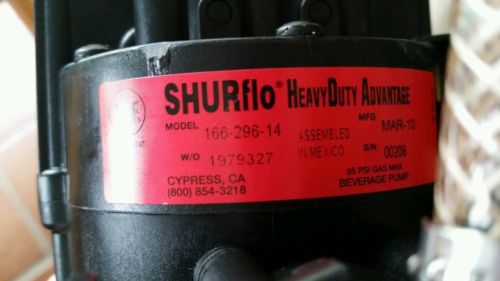 SHURflo® HEAVYDUTY ADVANTAGE
MODEL 166-296-14 ASSEMBLED MFG MAR-10
W/O 1979327 IN MEXICO S/N 00206
CYPRESS, CA 85 PSI GAS MAX
(800) 854-3218 BEVERAGE PUMP